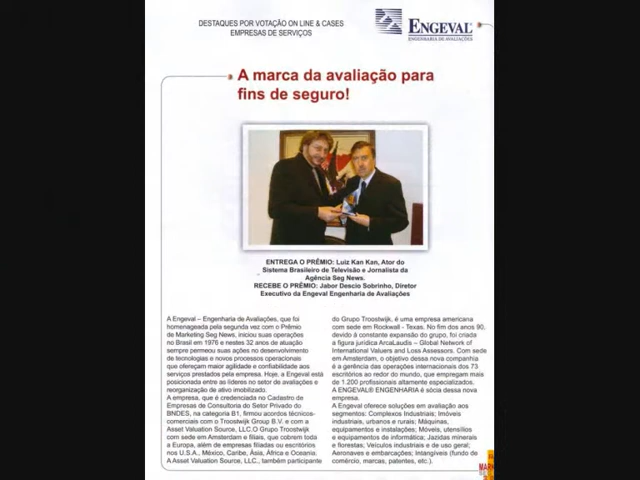 DESTAQUES POR VOTAÇÃO ON LINE & CASES
EMPRESAS DE SERVIÇOS
ENGEVAL
ENGENHARIA DE AVALIAÇÕES
A marca da avaliação para
fins de seguro!
ENTREGA O PRÊMIO: Luiz Kan Kan, Ator do
Sistema Brasileiro de Televisão e Jornalista da
Agência Seg News.
RECEBE O PRÊMIO: Jabor Descio Sobrinho, Diretor
Executivo da Engeval Engenharia de Avaliações
A Engeval – Engenharia de Avaliações, que foi
homenageada pela segunda vez com o Prêmio
de Marketing Seg News, iniciou suas operações
no Brasil em 1976 e nestes 32 anos de atuação
sempre permeou suas ações no desenvolvimento
de tecnologias e novos processos operacionais
que ofereçam maior agilidade e confiabilidade aos
serviços prestados pela empresa. Hoje, a Engeval está
posicionada entre as líderes no setor de avaliações e
reorganização de ativo imobilizado.
A empresa, que é credenciada no Cadastro de
Empresas de Consultoria do Setor Privado do
BNDES, na categoria B1, firmou acordos técnicos-
comerciais com o Troostwijk Group B.V. e com a
Asset Valuation Source, LLC.O Grupo Troostwijk
com sede em Amsterdam e filiais, que cobrem toda
a Europa, além de empresas filiadas ou escritórios
nos U.S.A., México, Caribe, Ásia, África e Oceania.
A Asset Valuation Source, LLC., também participante
do Grupo Troostwijk, é uma empresa americana
com sede em Rockwall - Texas. No fim dos anos 90,
devido à constante expansão do grupo, foi criada
a figura jurídica ArcaLaudis – Global Network of
International Valuers and Loss Assessors. Com sede
em Amsterdam, o objetivo dessa nova companhia
é a gerência das operações internacionais dos 73
escritórios ao redor do mundo, que empregam mais
de 1.200 profissionais altamente especializados.
A ENGEVAL® ENGENHARIA é sócia dessa nova
empresa.
A Engeval oferece soluções em avaliação aos
segmentos: Complexos Industriais; Imóveis
industriais, urbanos e rurais; Máquinas,
equipamentos e instalações; Móveis, utensílios
e equipamentos de informática; Jazidas minerais
e florestas; Veículos industriais e de uso geral;
Aeronaves e embarcações; Intangíveis (fundo de
comércio, marcas, patentes, etc.).